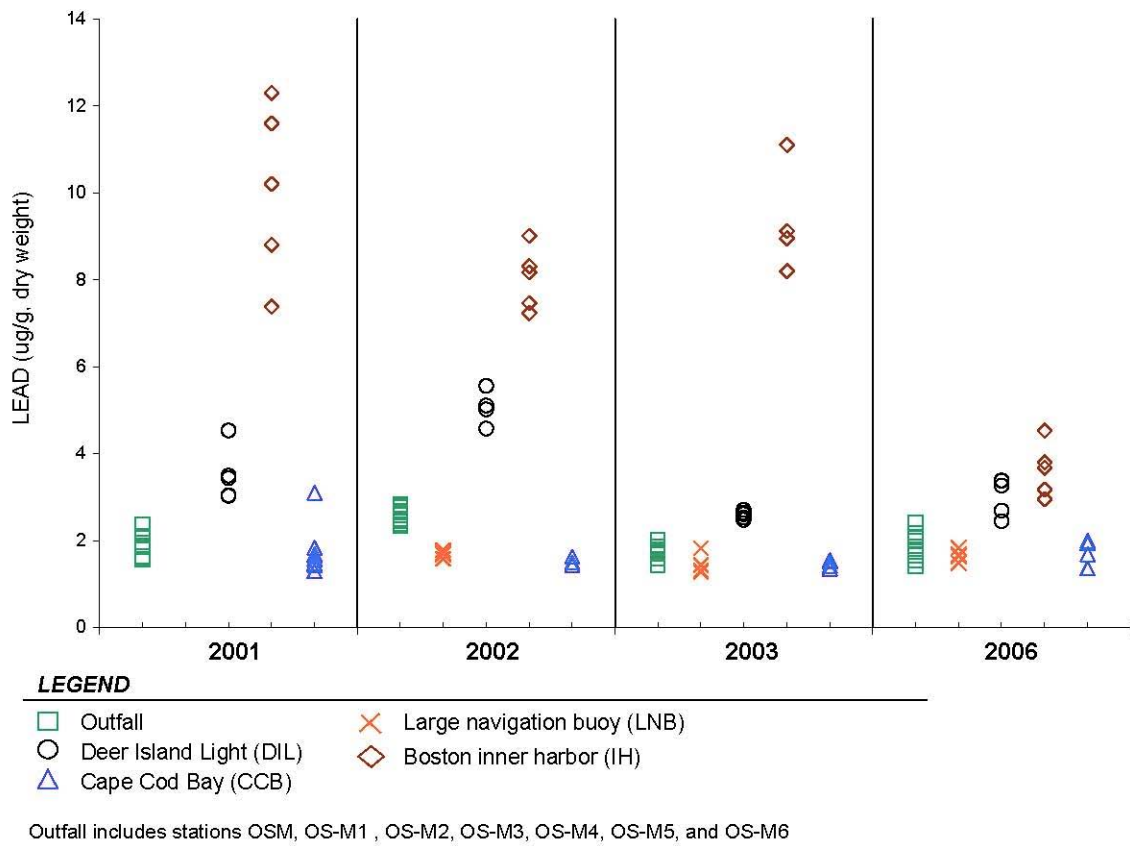 14
12
10
8
6
4
2
0
LEAD (ug/g, dry weight)
2001 2002 2003 2006
LEGEND
Outfall
Large navigation buoy (LNB)
Deer Island Light (DIL)
Boston inner harbor (IH)
Cape Cod Bay (CCB)
Outfall includes stations OSM, OS-M1 , OS-M2, OS-M3, OS-M4, OS-M5, and OS-M6